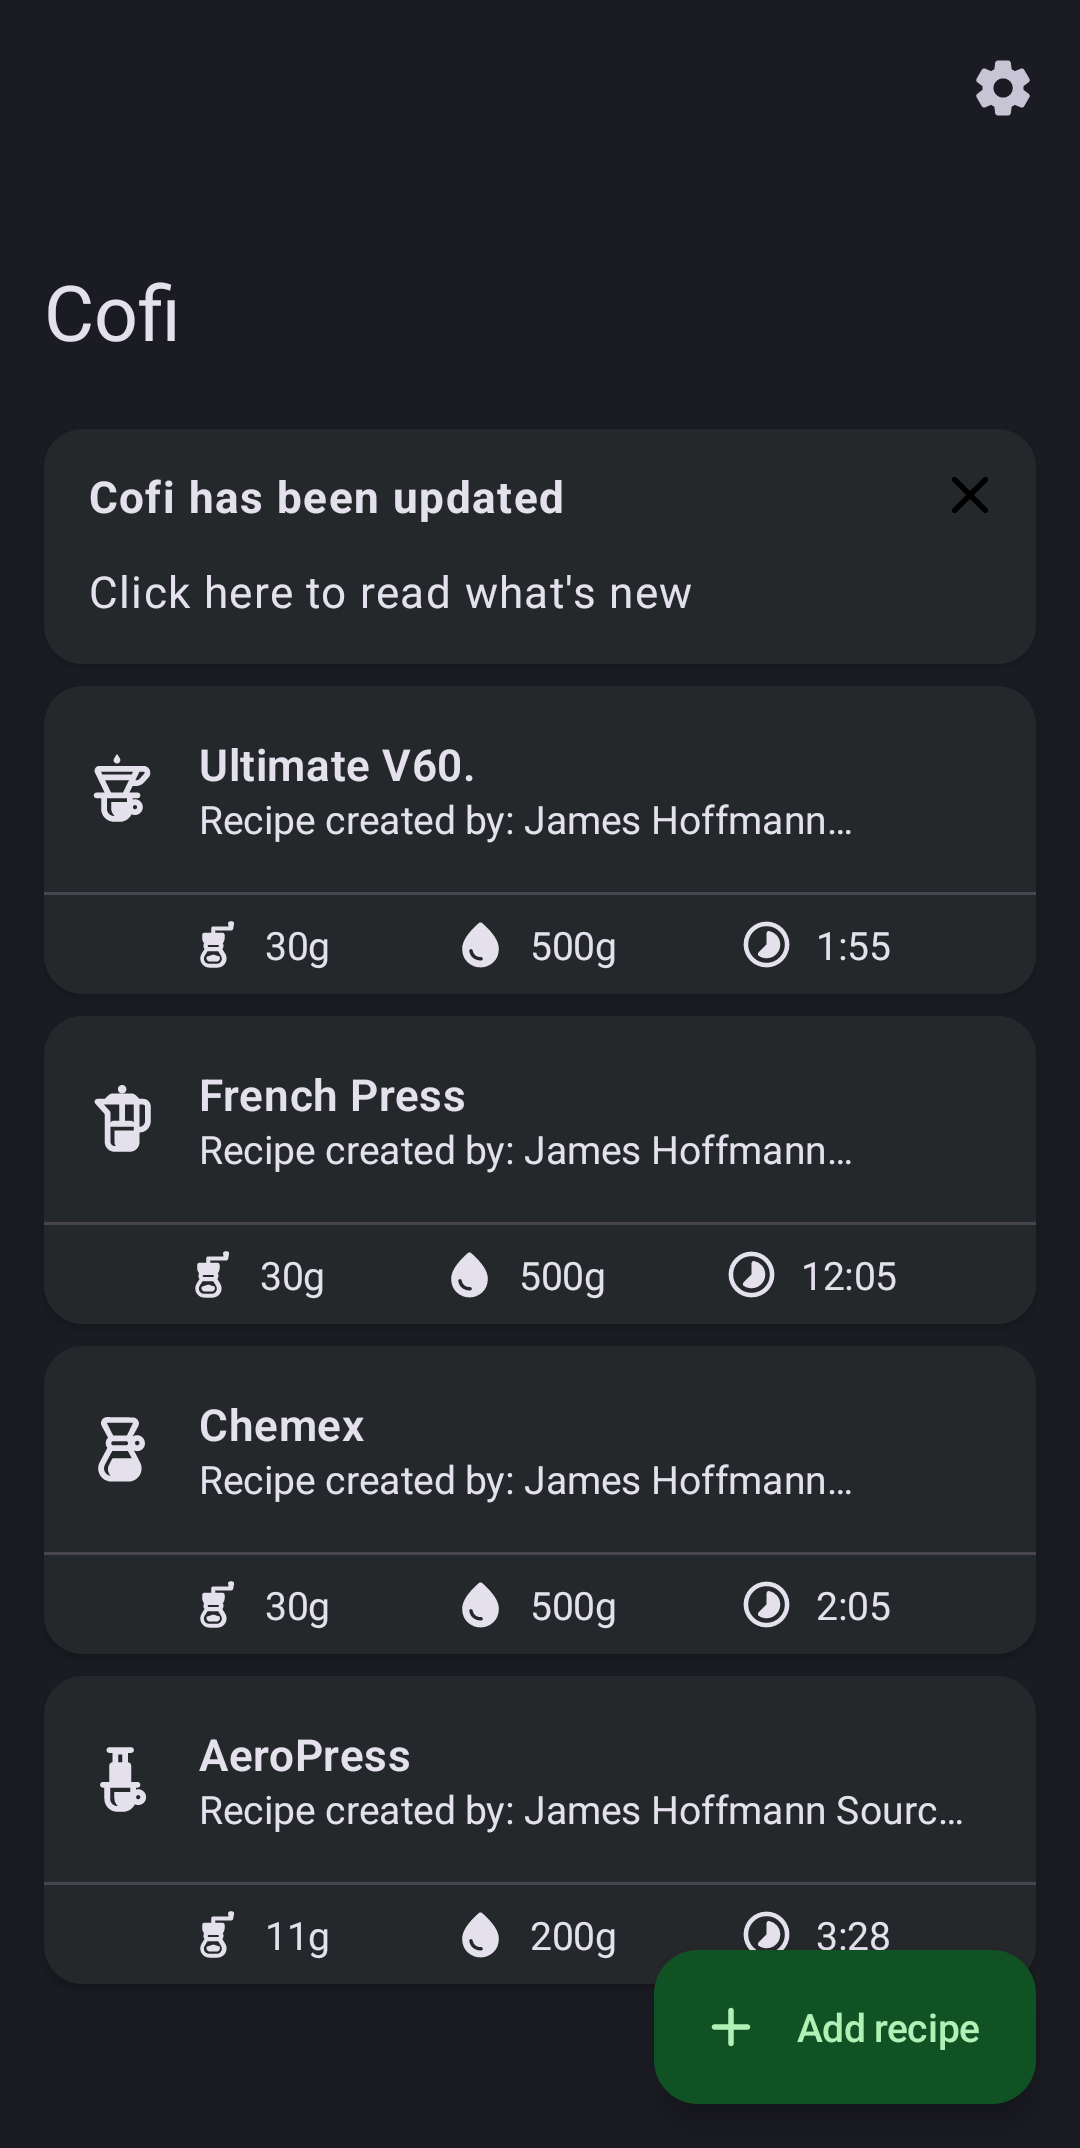 Cofi
Cofi has been updated
Click here to read what's new
Ultimate V60.
Recipe created by: James Hoffmann...
30g 500g 1:55
French Press
Recipe created by: James Hoffmann...
30g 500g 12:05
Chemex
Recipe created by: James Hoffmann...
30g 500g 2:05
AeroPress
Recipe created by: James Hoffmann Sourc...
11g 200g 3:28
Add recipe